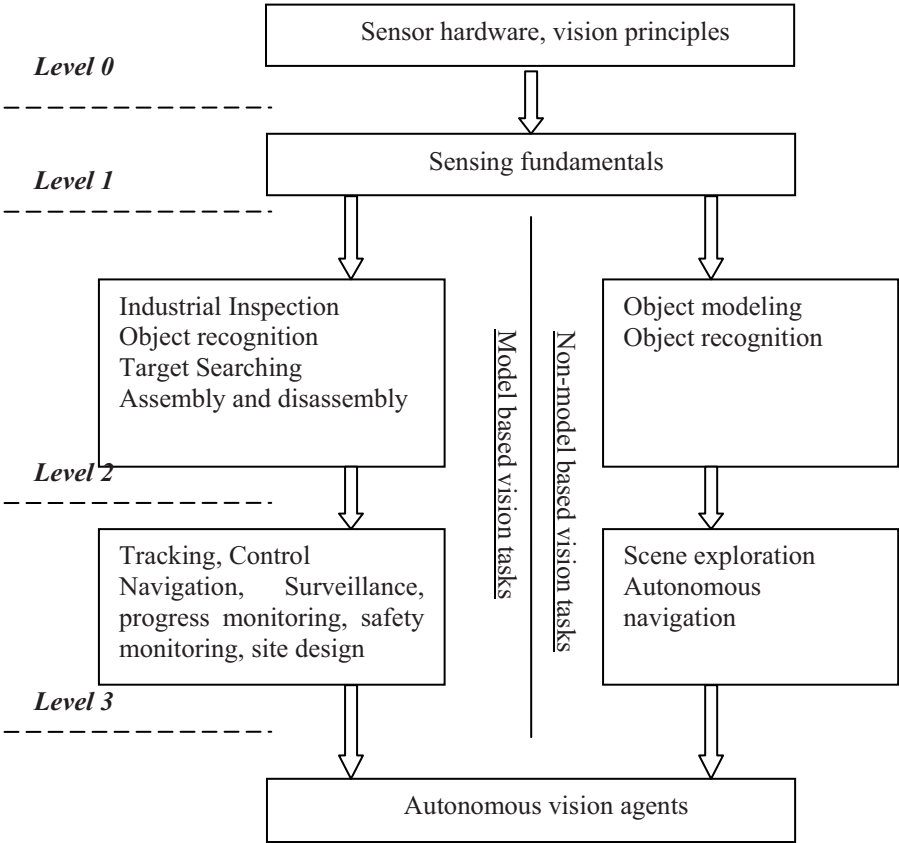 Sensor hardware, vision principles
Level 0
Sensing fundamentals
Level 1
Industrial Inspection
Object recognition
Target Searching
Assembly and disassembly
Model based vision tasks
Non-model based vision tasks
Object modeling
Object recognition
Level 2
Tracking, Control
Navigation, Surveillance,
progress monitoring, safety
monitoring, site design
Scene exploration
Autonomous
navigation
Level 3
Autonomous vision agents